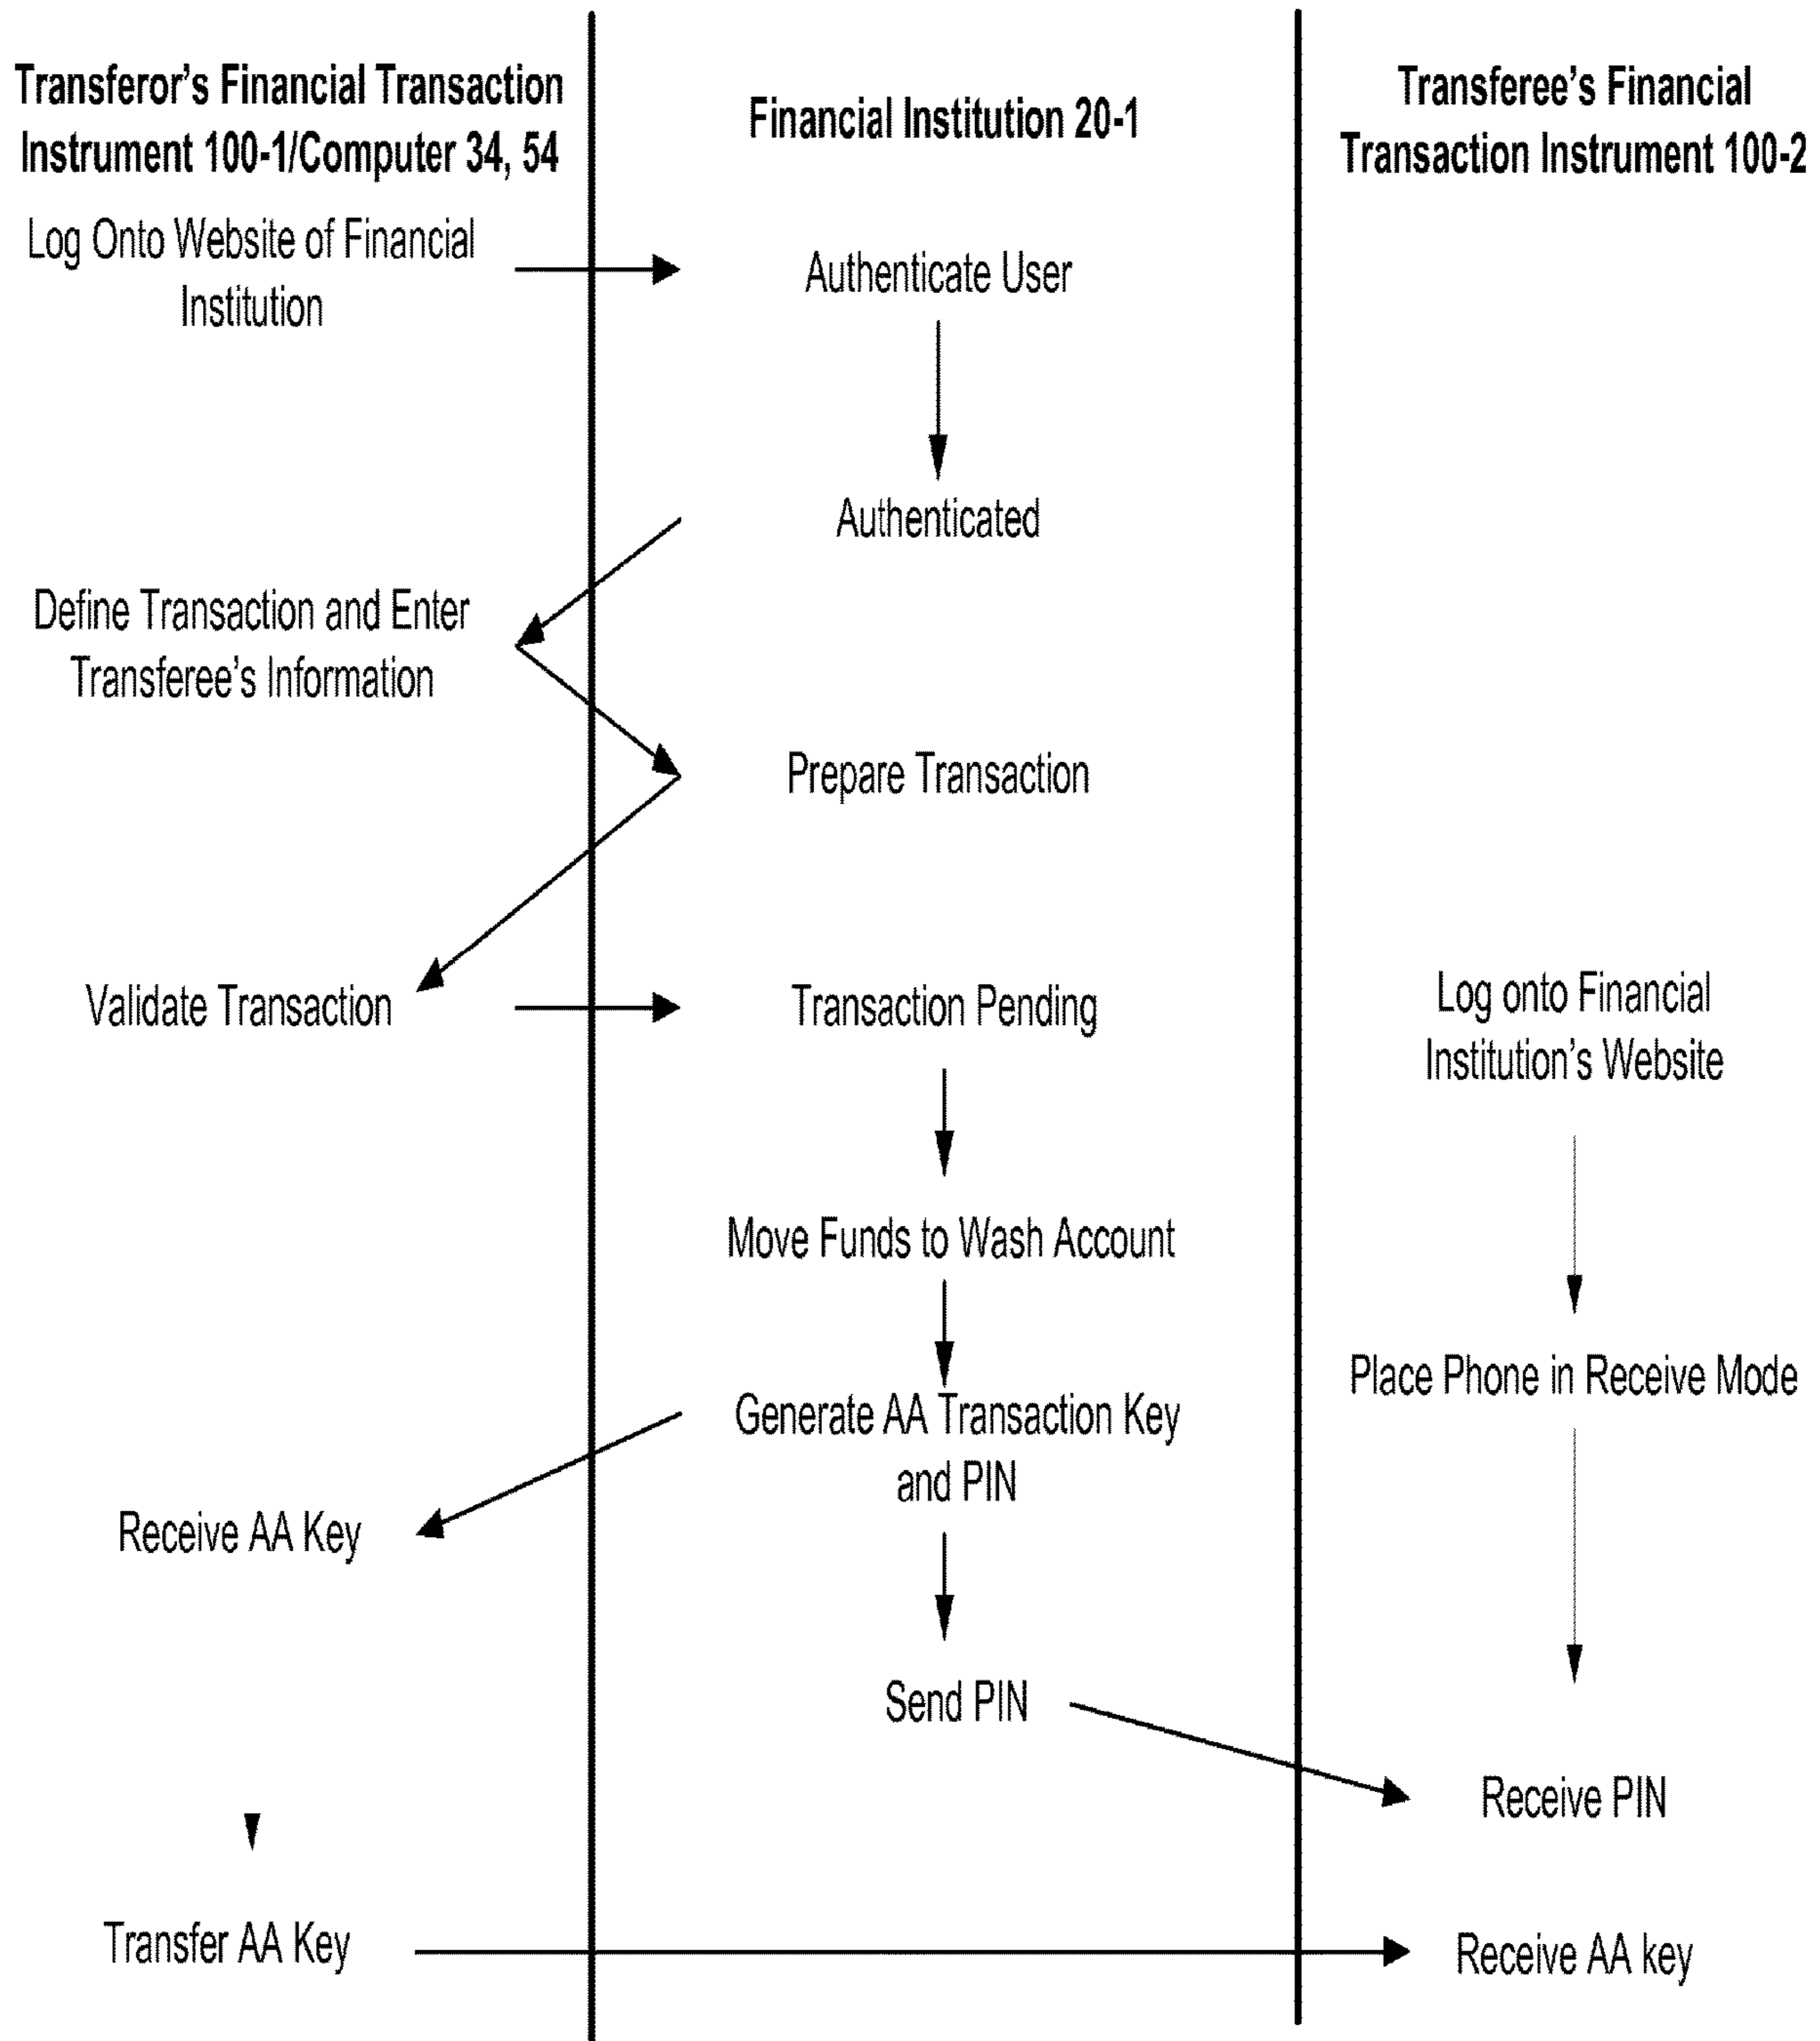 Transferor's Financial Transaction
Instrument 100-1/Computer 34, 54
Financial Institution 20-1
Transferee's Financial
Transaction Instrument 100-2
Log Onto Website of Financial
Institution
Authenticate User
Authenticated
Define Transaction and Enter
Transferee's Information
Prepare Transaction
Validate Transaction
Transaction Pending
Log onto Financial
Institution's Website
Move Funds to Wash Account
Place Phone in Receive Mode
Generate AA Transaction Key
and PIN
Receive AA Key
Send PIN
Receive PIN
Transfer AA Key
Receive AA key